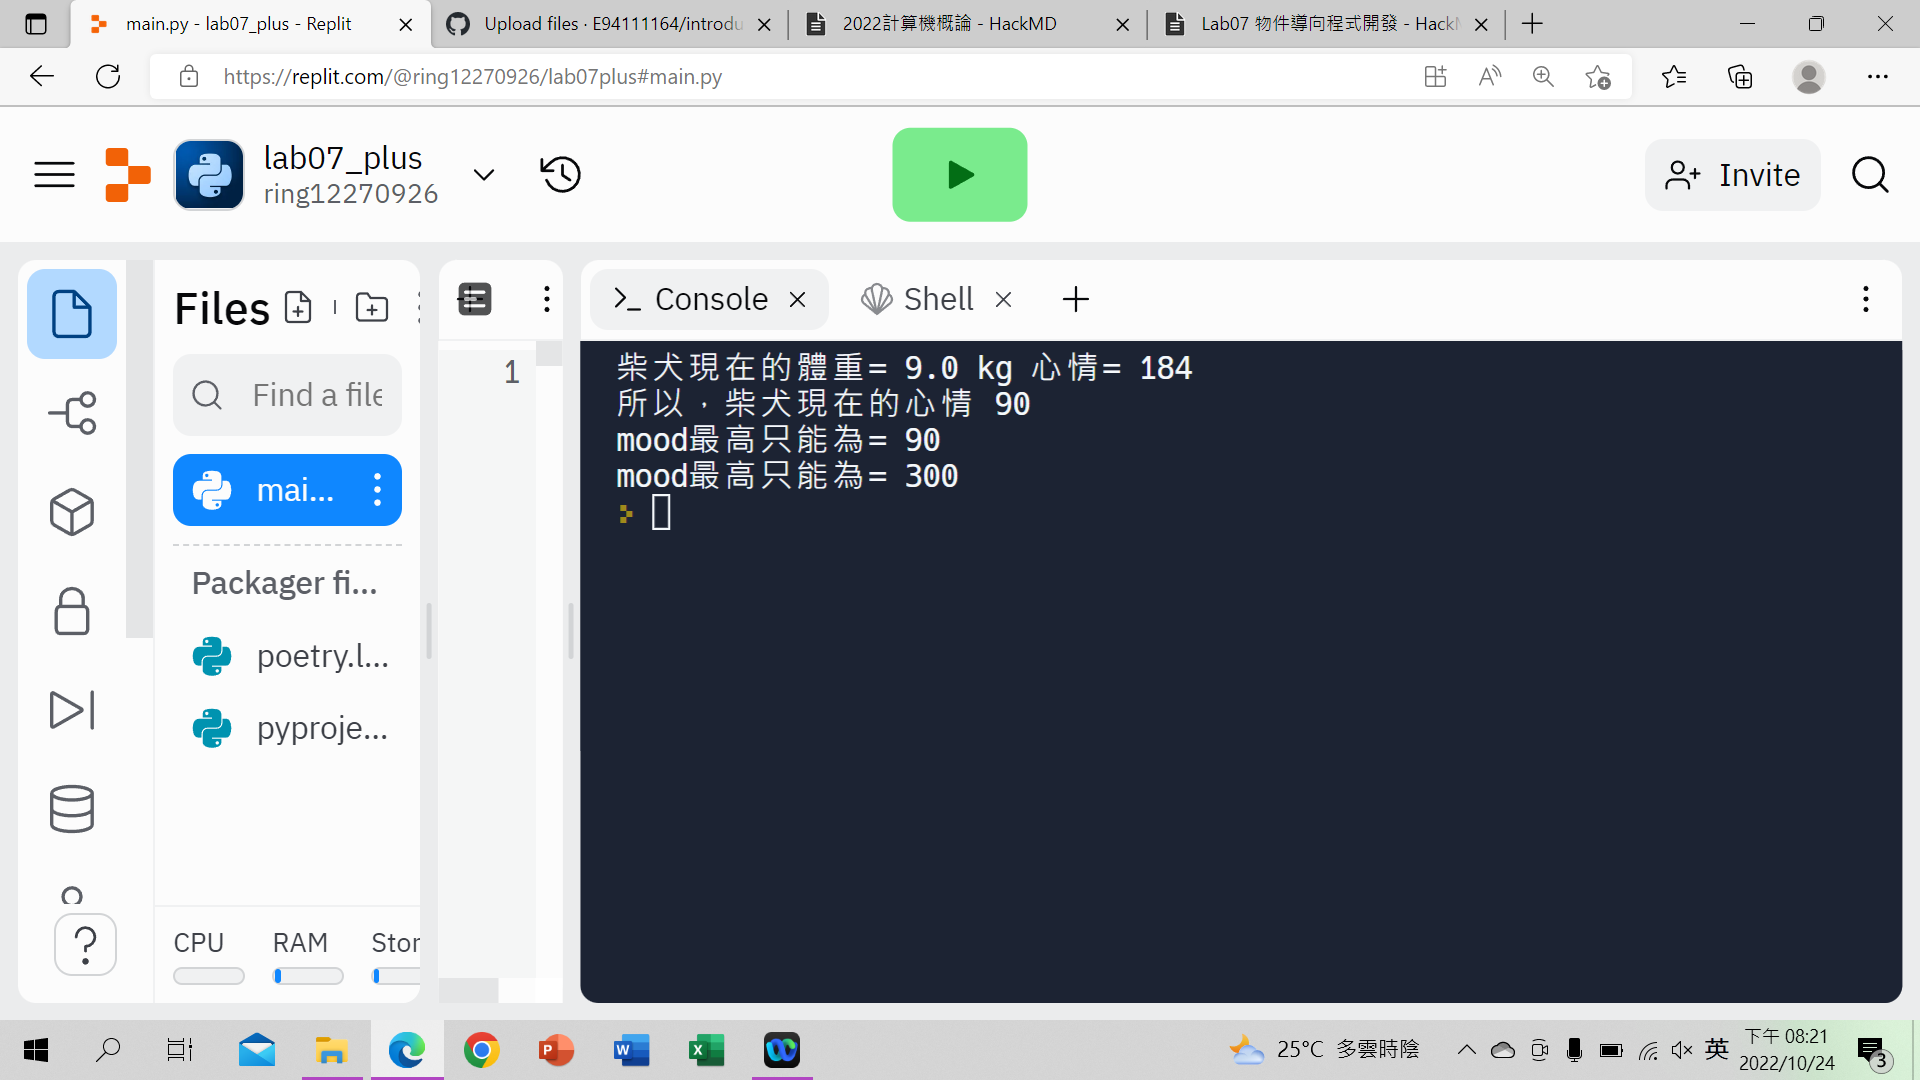 main.py - lab07_plus - Replit
Upload files · E94111164/introdu
2022計算機概論 - HackMD
Lab07 物件導向程式開發 - HackM
https://replit.com/@ring12270926/lab07plus#main.py
lab07_plus
ring12270926
Invite
Files
Find a file
mai...
Packager fi...
poetry.l...
pyproje...
CPU
RAM
Stor
1
Console
Shell
柴犬現在的體重= 9.0 kg 心情= 184
所以，柴犬現在的心情 90
mood最高只能為= 90
mood最高只能為= 300
25°C 多雲時陰
英
下午 08:21
2022/10/24
3